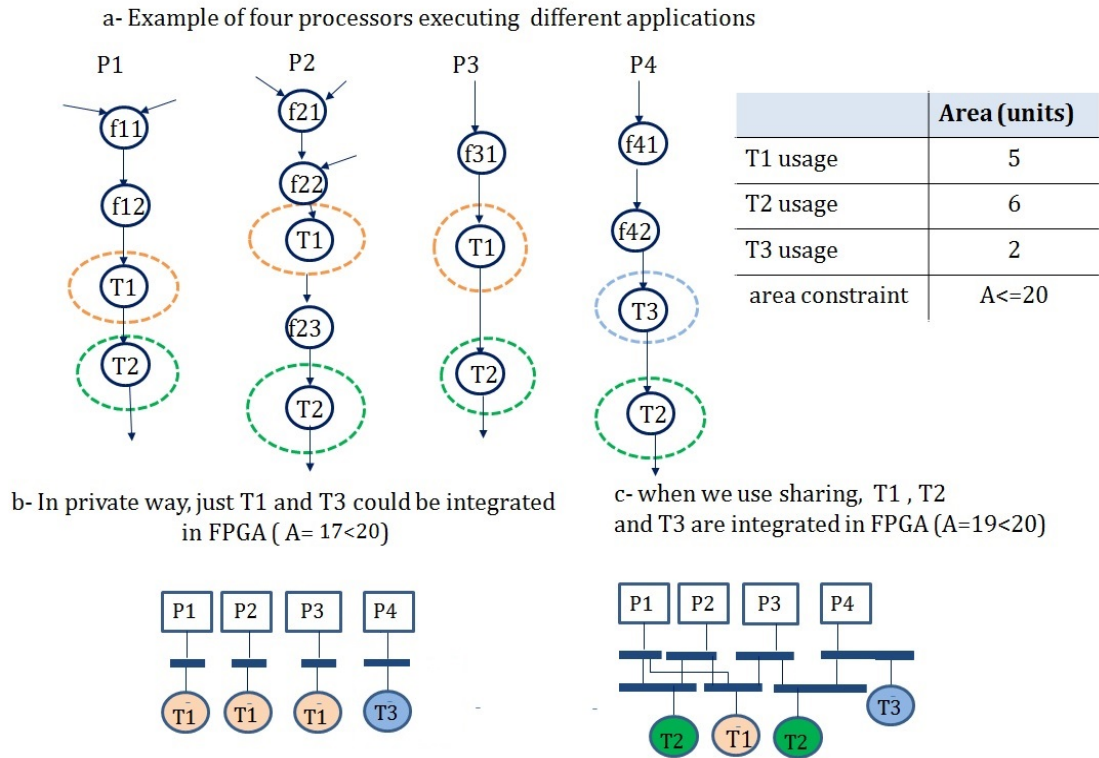 a- Example of four processors executing different applications
P1
P2
P3
P4
f11
f12
T1
T2
f21
f22
T1
f23
T2
f31
T1
T2
f41
f42
T3
T2
Area (units)
T1 usage 5
T2 usage 6
T3 usage 2
area constraint A<=20
b- In private way, just T1 and T3 could be integrated
in FPGA ( A= 17<20)
c- when we use sharing, T1 , T2
and T3 are integrated in FPGA (A=19<20)
P1 P2 P3 P4
T1 T1 T1 T3
P1 P2 P3 P4
T3
T2 T1 T2